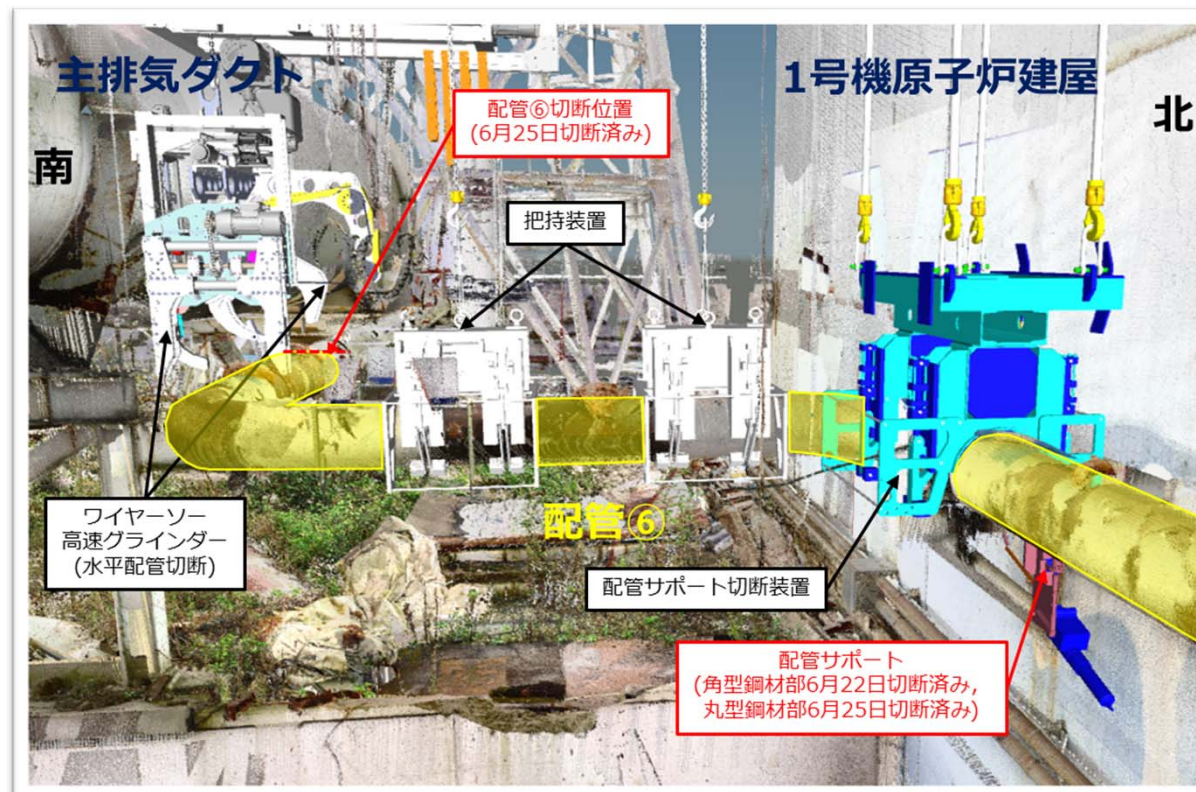 主排気ダクト
1号機原子炉建屋
北
南
配管⑥切断位置
(6月25日切断済み)
把持装置
ワイヤーソー
高速グラインダー
(水平配管切断)
配管⑥
配管サポート切断装置
配管サポート
(角型鋼材部6月22日切断済み,
丸型鋼材部6月25日切断済み)